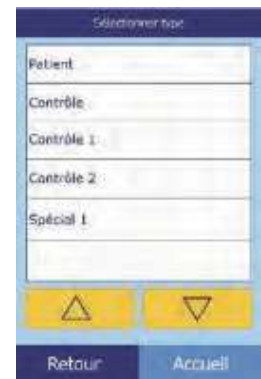 Sélectionner type
Patient
Contrôle
Contrôle 1
Contrôle 2
Spécial 1
Retour
Accueil